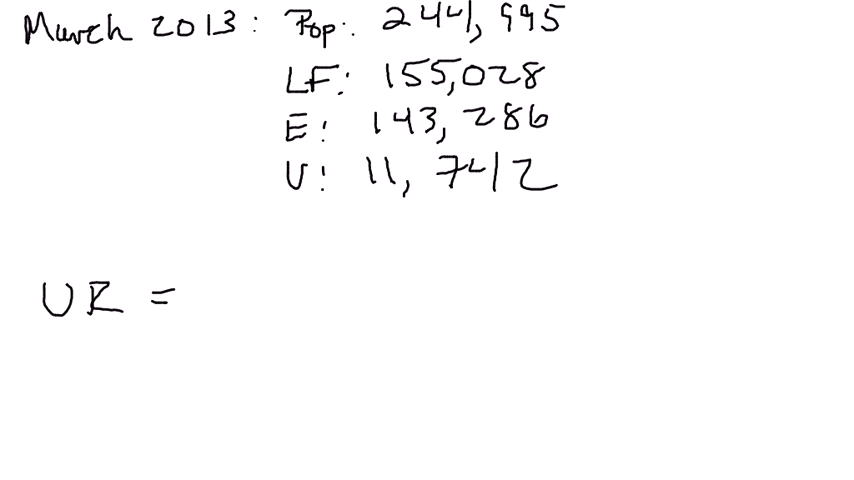 March 2013: Pop: 244,995
LF: 155,028
E: 143,286
U: 11,742
UR =